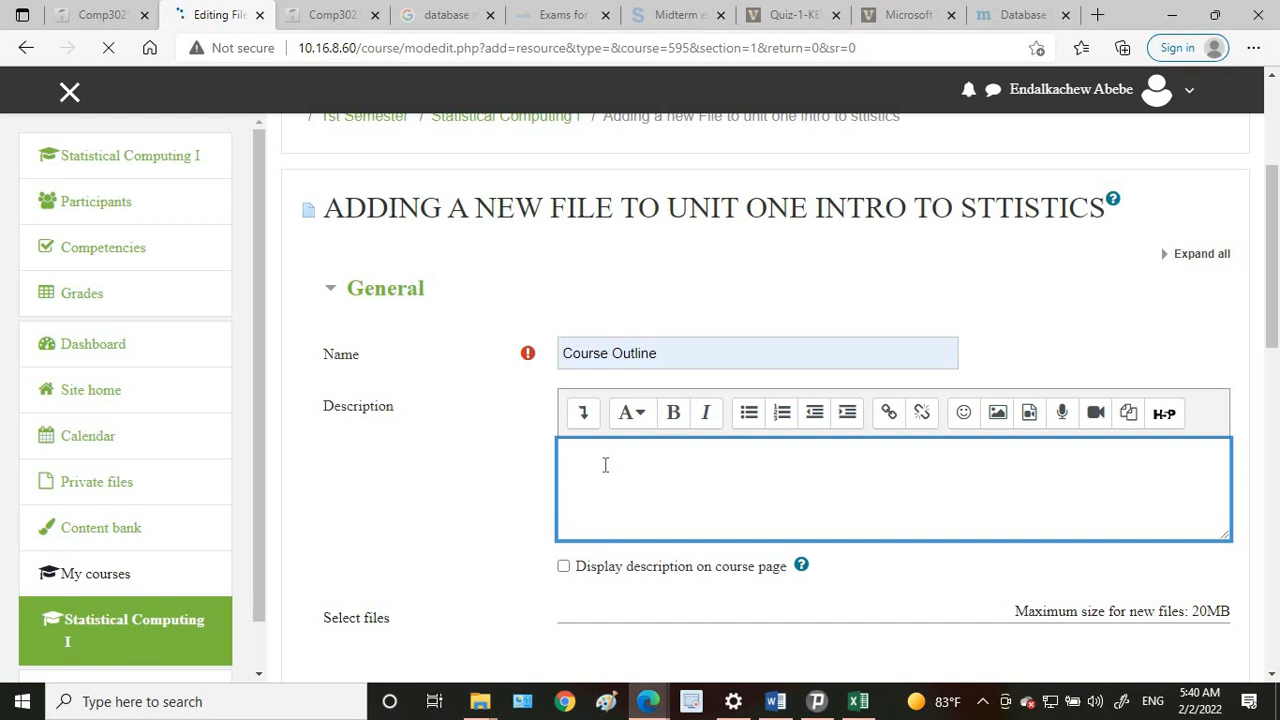 Comp302
Editing File
Comp302
database n
Exams for
Midterm e
Quiz-1-KE
Microsoft
Database
Not secure
10.16.8.60/course/modedit.php?add=resource&type=&course=595&section=1&return=0&sr=0
Sign in
Endalkachew Abebe
/ 1st Semester / Statistical Computing I / Adding a new File to unit one intro to sttistics
Statistical Computing I
Participants
Competencies
Grades
Dashboard
Site home
Calendar
Private files
Content bank
My courses
Statistical Computing
I
ADDING A NEW FILE TO UNIT ONE INTRO TO STTISTICS
Expand all
General
Name
Course Outline
Description
A B I
H-P
Display description on course page
Select files
Maximum size for new files: 20MB
Type here to search
83°F
ENG
5:40 AM
2/2/2022